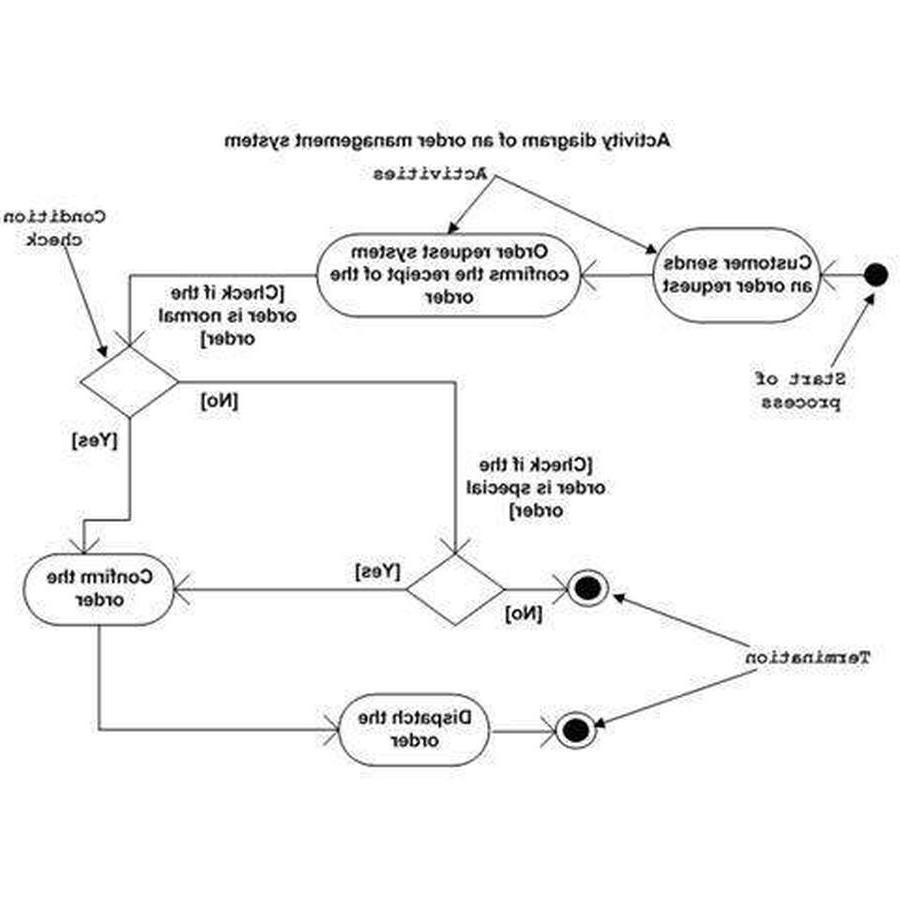 Activity diagram of an order management system
Activities
Condition
check
Order request system
confirms the receipt of the
order
Customer sends
an order request
[Check if the
order is normal
order]
Start of
process
[No]
[Yes]
[Check if the
order is special
order]
Confirm the
order
[Yes]
[No]
Termination
Dispatch the
order